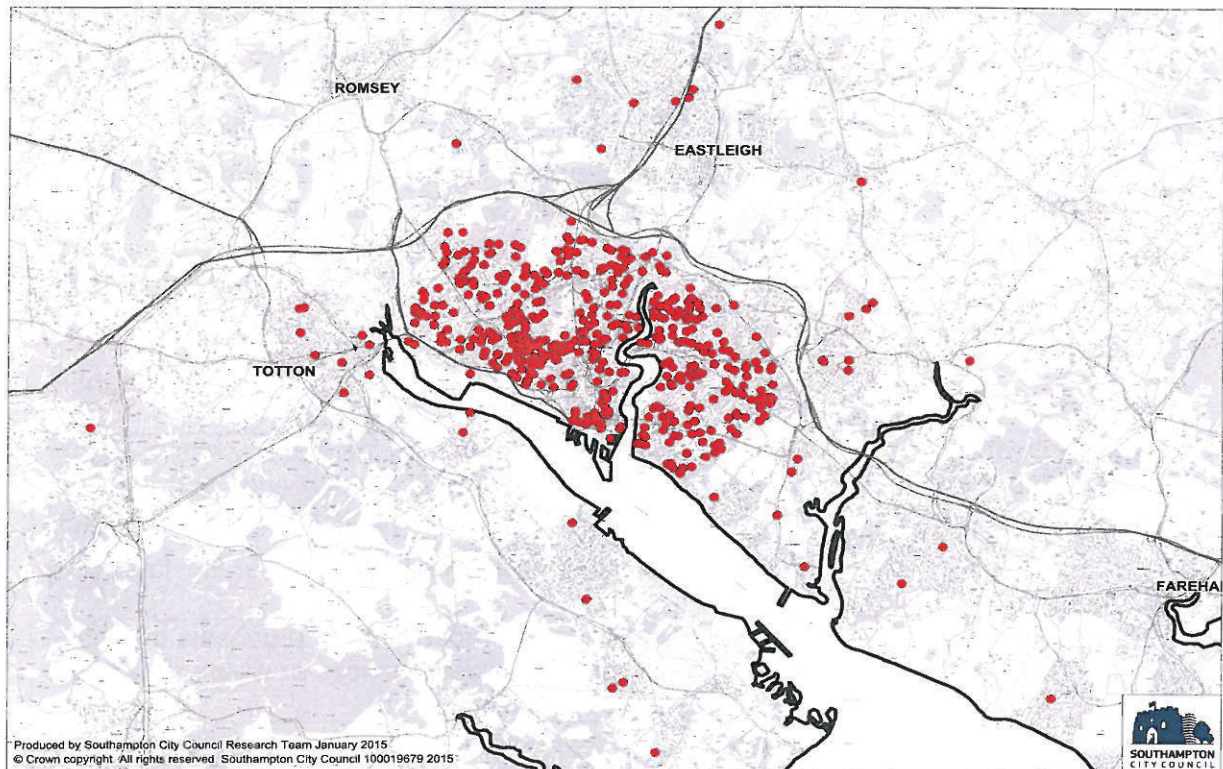 ROMSEY
EASTLEIGH
TOTTON
FAREHA
Produced by Southampton City Council Research Team January 2015
© Crown copyright. All rights reserved. Southampton City Council 100019679 2015
SOUTHAMPTON
CITY COUNCIL